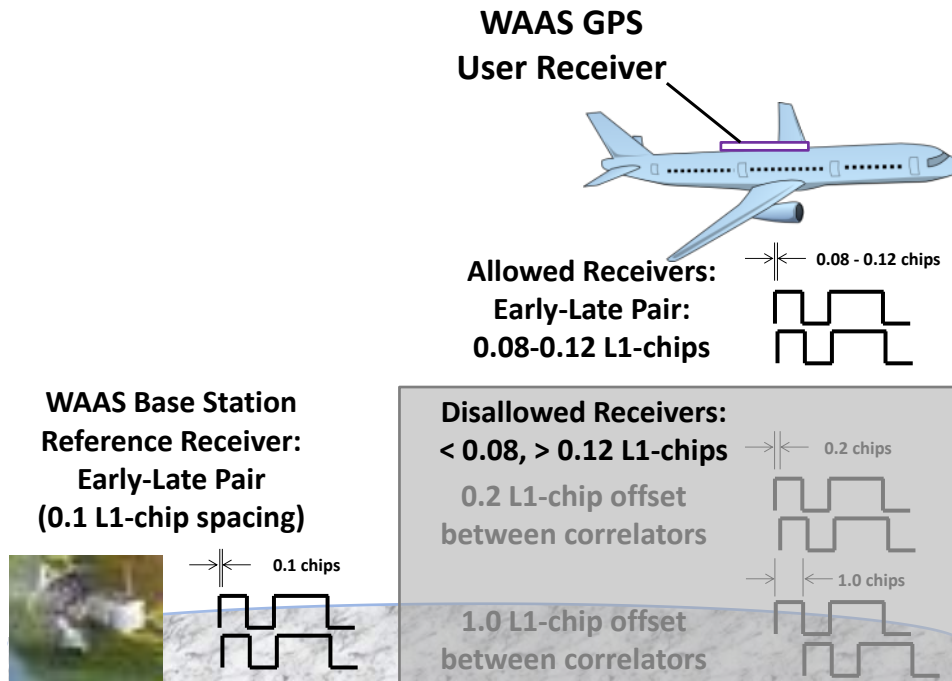 WAAS GPS
User Receiver
0.08 - 0.12 chips
Allowed Receivers:
Early-Late Pair:
0.08-0.12 L1-chips
WAAS Base Station
Reference Receiver:
Early-Late Pair
(0.1 L1-chip spacing)
0.1 chips
Disallowed Receivers:
< 0.08, > 0.12 L1-chips
0.2 chips
0.2 L1-chip offset
between correlators
1.0 chips
1.0 L1-chip offset
between correlators